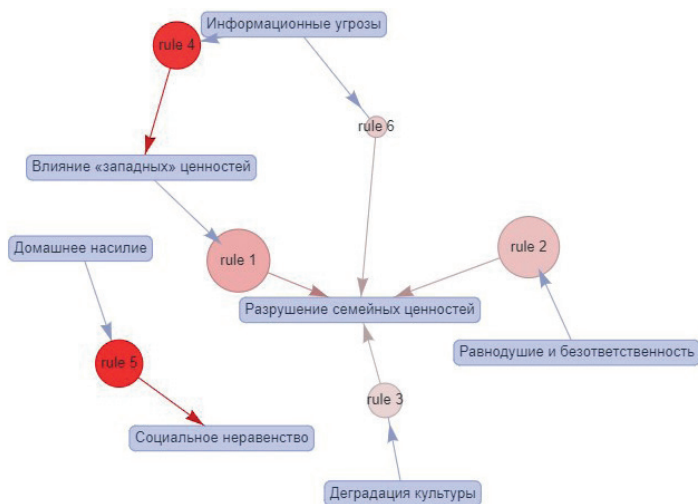 Информационные угрозы
rule 4
rule 6
Влияние «западных» ценностей
Домашнее насилие
rule 1
rule 2
Разрушение семейных ценностей
Равнодушие и безответственность
rule 5
rule 3
Социальное неравенство
Деградация культуры